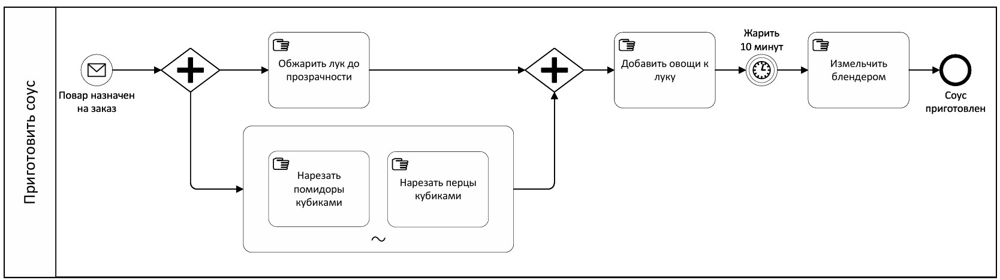 Приготовить соус
Повар назначен
на заказ
Обжарить лук до
прозрачности
Нарезать
помидоры
кубиками
Нарезать перцы
кубиками
Добавить овощи к
луку
Жарить
10 минут
Измельчить
блендером
Соус
приготовлен